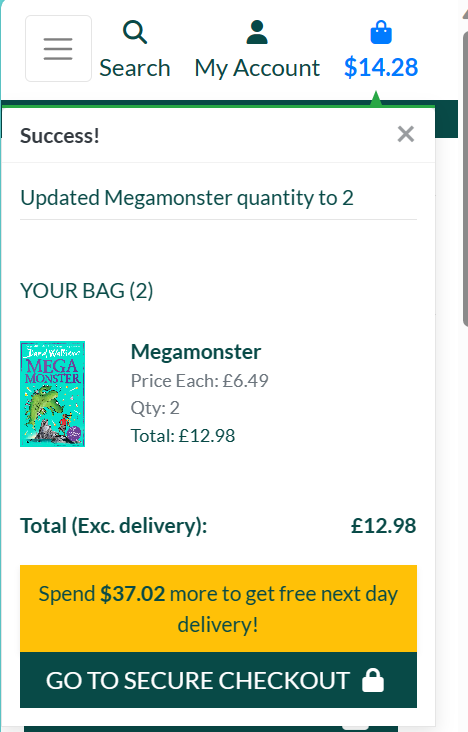 Search My Account $14.28
Success! ×
Updated Megamonster quantity to 2
YOUR BAG (2)
David Walliams
MEGA
MONSTER
Megamonster
Price Each: £6.49
Qty: 2
Total: £12.98
Total (Exc. delivery): £12.98
Spend $37.02 more to get free next day
delivery!
GO TO SECURE CHECKOUT